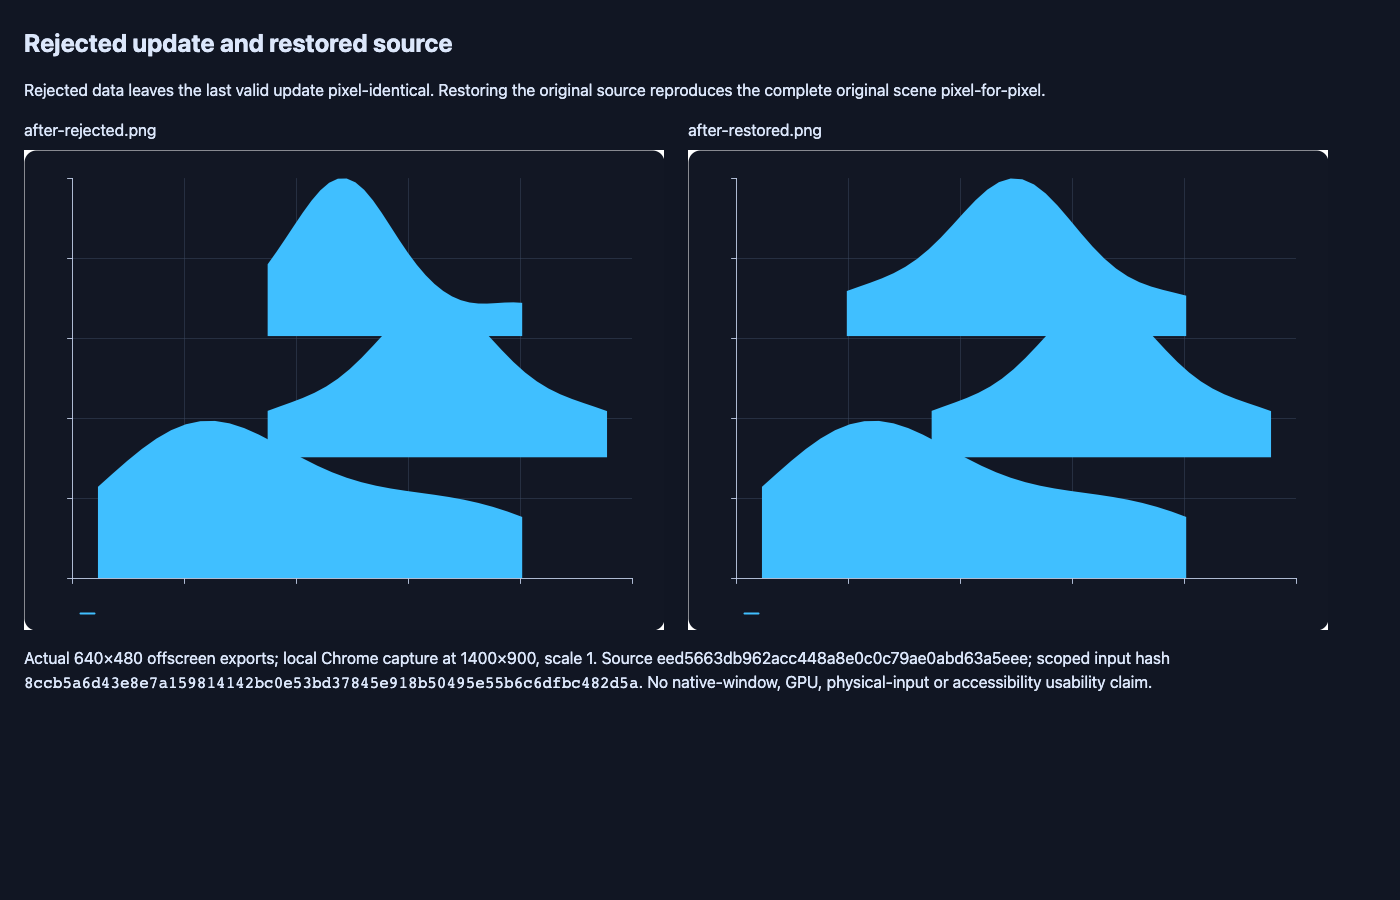 Rejected update and restored source
Rejected data leaves the last valid update pixel-identical. Restoring the original source reproduces the complete original scene pixel-for-pixel.
after-rejected.png
after-restored.png
Actual 640×480 offscreen exports; local Chrome capture at 1400×900, scale 1. Source eed5663db962acc448a8e0c0c79ae0abd63a5eee; scoped input hash
8ccb5a6d43e8e7a159814142bc0e53bd37845e918b50495e55b6c6dfbc482d5a. No native-window, GPU, physical-input or accessibility usability claim.